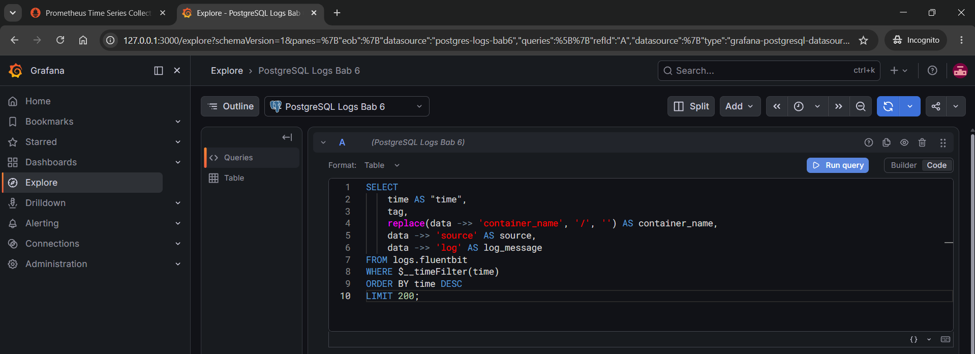 Prometheus Time Series Collect
Explore - PostgreSQL Logs Bab
127.0.0.1:3000/explore?schemaVersion=1&panes=%7B"eob":%7B"datasource":"postgres-logs-bab6","queries":%5B%7B"refId":"A","datasource":%7B"type":"grafana-postgresql-datasour...
Incognito
Grafana
Explore › PostgreSQL Logs Bab 6
Search...
ctrl+k
Home
Bookmarks
Starred
Dashboards
Explore
Drilldown
Alerting
Connections
Administration
Outline
PostgreSQL Logs Bab 6
Split
Add
Queries
Table
A
(PostgreSQL Logs Bab 6)
Format: Table
Run query
Builder
Code
1 SELECT
2 time AS "time",
3 tag,
4 replace(data ->> 'container_name', '/', '') AS container_name,
5 data ->> 'source' AS source,
6 data ->> 'log' AS log_message
7 FROM logs.fluentbit
8 WHERE $__timeFilter(time)
9 ORDER BY time DESC
10 LIMIT 200;
{}